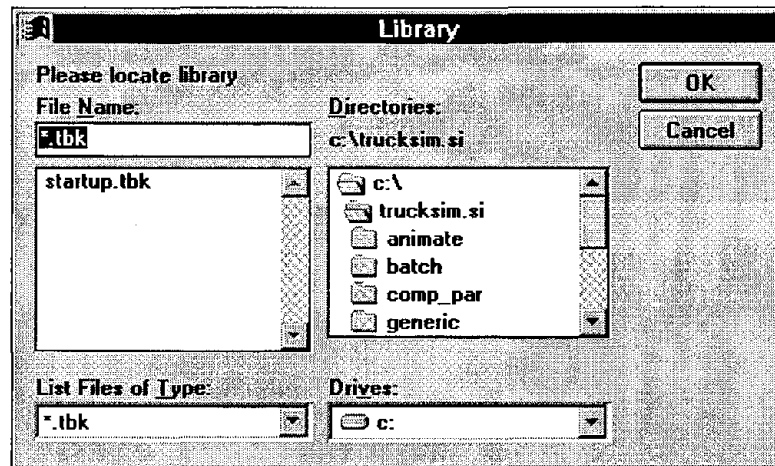 Library
Please locate library
File Name:
*.tbk
startup.tbk
List Files of Type:
*.tbk
Directories:
c:\trucksim.si
c:\
trucksim.si
animate
batch
comp_par
generic
Drives:
c:
OK
Cancel